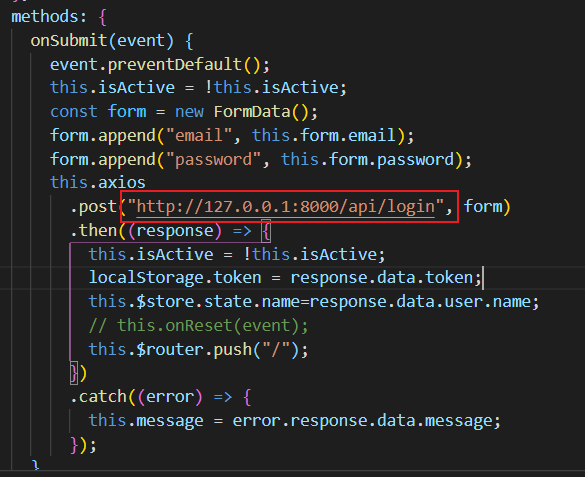 methods: {
onSubmit(event) {
event.preventDefault();
this.isActive = !this.isActive;
const form = new FormData();
form.append("email", this.form.email);
form.append("password", this.form.password);
this.axios
.post("http://127.0.0.1:8000/api/login", form)
.then((response) => {
this.isActive = !this.isActive;
localStorage.token = response.data.token;
this.$store.state.name=response.data.user.name;
// this.onReset(event);
this.$router.push("/");
})
.catch((error) => {
this.message = error.response.data.message;
});
}